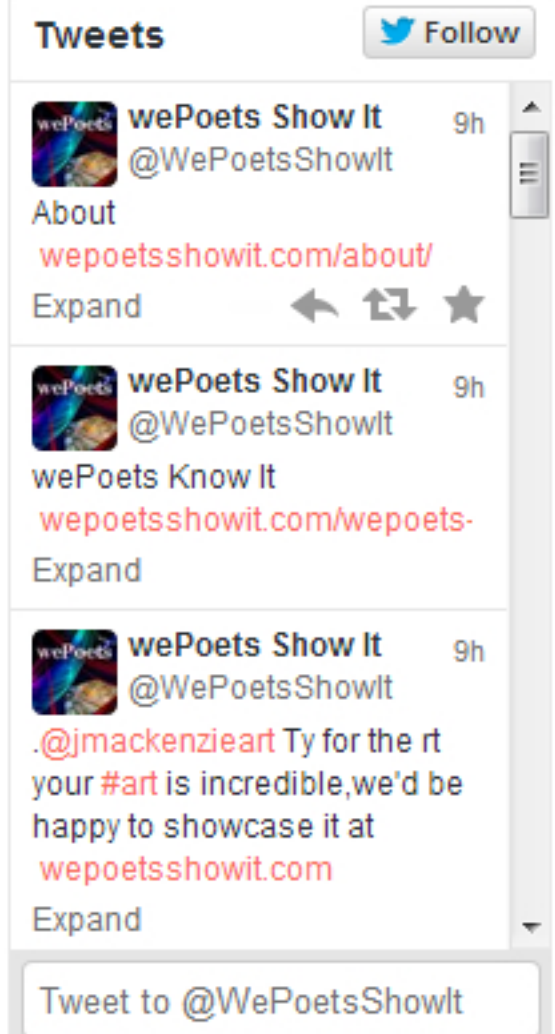 Tweets
Follow
wePoets
wePoets Show It
9h
@WePoetsShowIt
About
wepoetsshowit.com/about/
Expand
wePoets
wePoets Show It
9h
@WePoetsShowIt
wePoets Know It
wepoetsshowit.com/wepoets-
Expand
wePoets
wePoets Show It
9h
@WePoetsShowIt
.@jmackenzieart Ty for the rt
your #art is incredible,we'd be
happy to showcase it at
wepoetsshowit.com
Expand
Tweet to @WePoetsShowIt